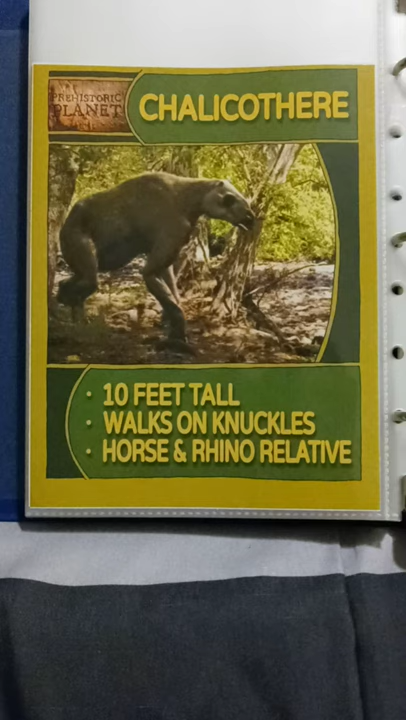 PREHISTORIC
PLANET
CHALICOTHERE
· 10 FEET TALL
· WALKS ON KNUCKLES
· HORSE & RHINO RELATIVE